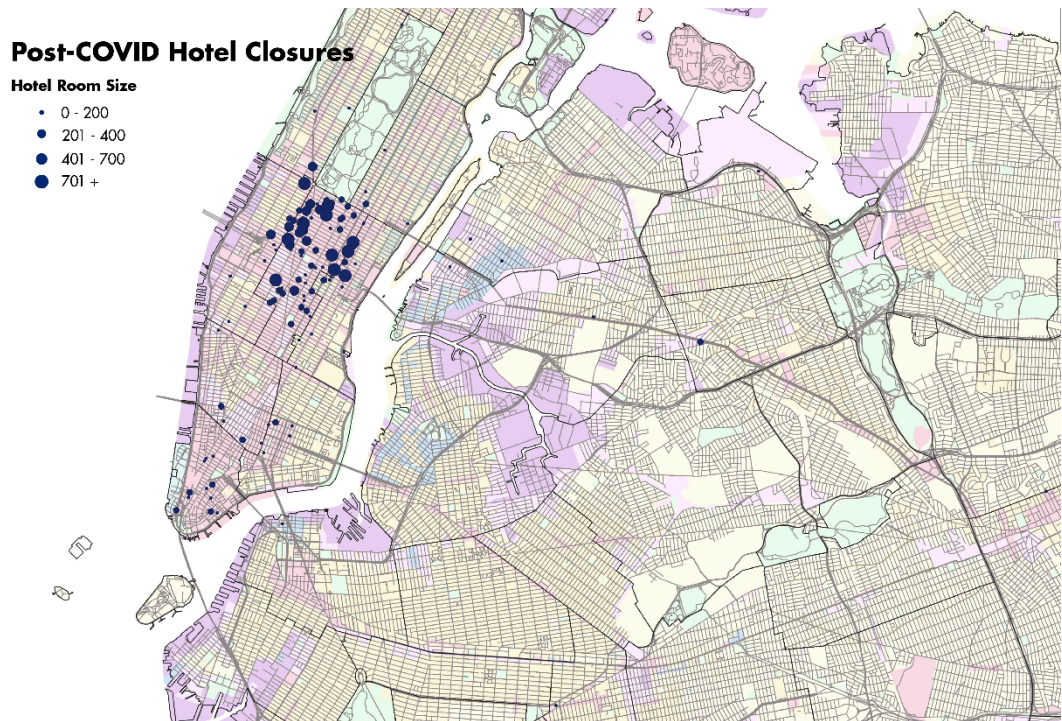 Post-COVID Hotel Closures
Hotel Room Size
0 - 200
201 - 400
401 - 700
701 +